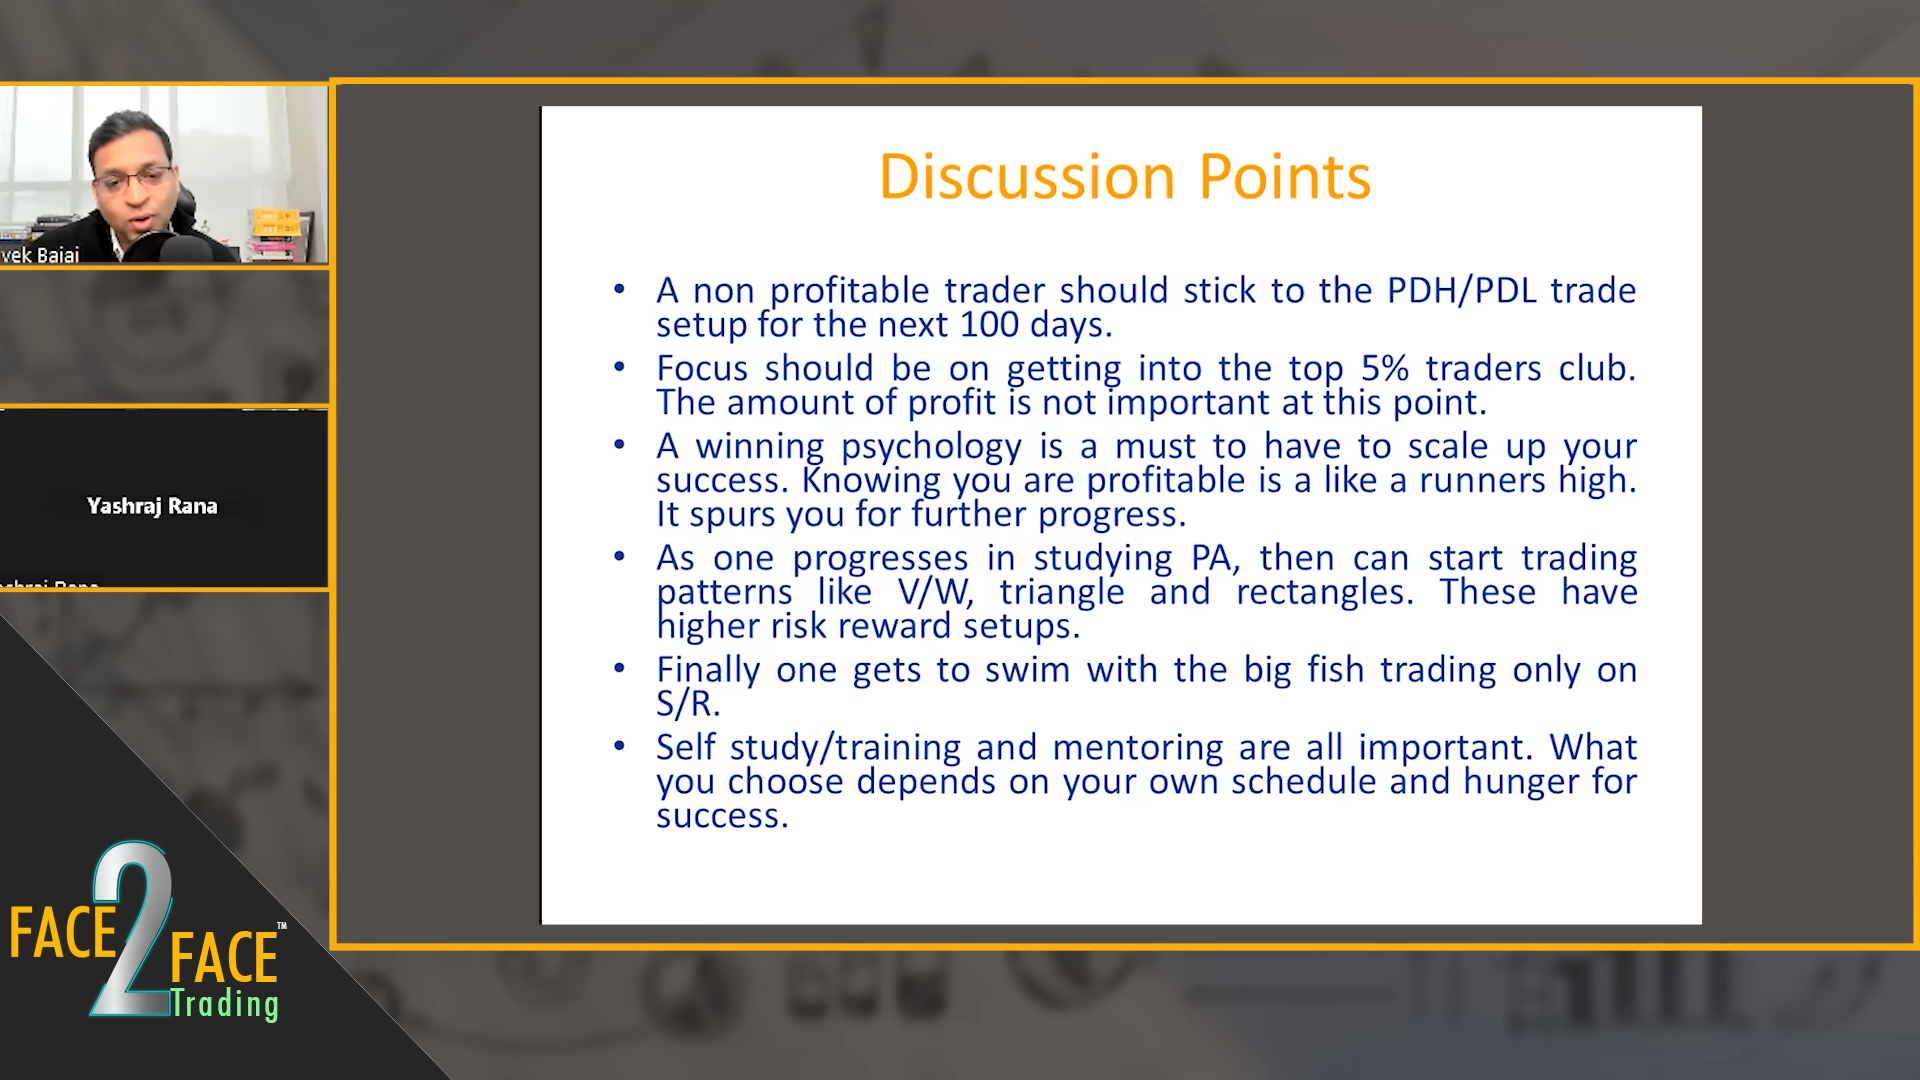 Discussion Points
• A non profitable trader should stick to the PDH/PDL trade
setup for the next 100 days.
• Focus should be on getting into the top 5% traders club.
The amount of profit is not important at this point.
• A winning psychology is a must to have to scale up your
success. Knowing you are profitable is a like a runners high.
It spurs you for further progress.
• As one progresses in studying PA, then can start trading
patterns like V/W, triangle and rectangles. These have
higher risk reward setups.
• Finally one gets to swim with the big fish trading only on
S/R.
• Self study/training and mentoring are all important. What
you choose depends on your own schedule and hunger for
success.
vek Bajaj
Yashraj Rana
FACE 2 FACE™
Trading